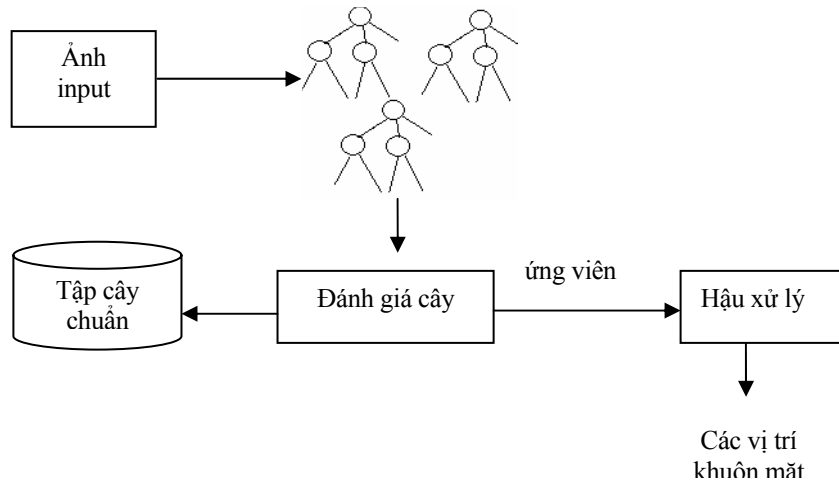 Ảnh
input
Tập cây
chuẩn
Đánh giá cây
ứng viên
Hậu xử lý
Các vị trí
khuôn mặt